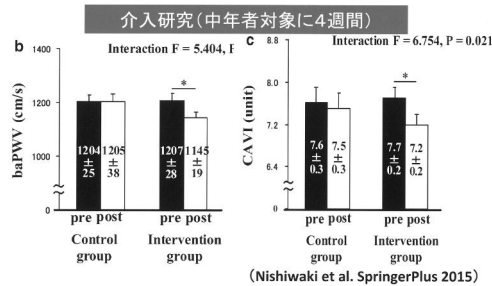 介入研究(中年者対象に４週間)
b
Interaction F = 5.404, F
baPWV (cm/s)
1400
1200
1000
0
*
1204
±
25
1205
±
38
1207
±
28
1145
±
19
pre post
pre post
Control
group
Intervention
group
c
Interaction F = 6.754, P = 0.021
CAVI (unit)
8.8
8.0
7.2
6.4
0
*
7.6
±
0.3
7.5
±
0.3
7.7
±
0.2
7.2
±
0.2
pre post
pre post
Control
group
Intervention
group
（Nishiwaki et al. SpringerPlus 2015）